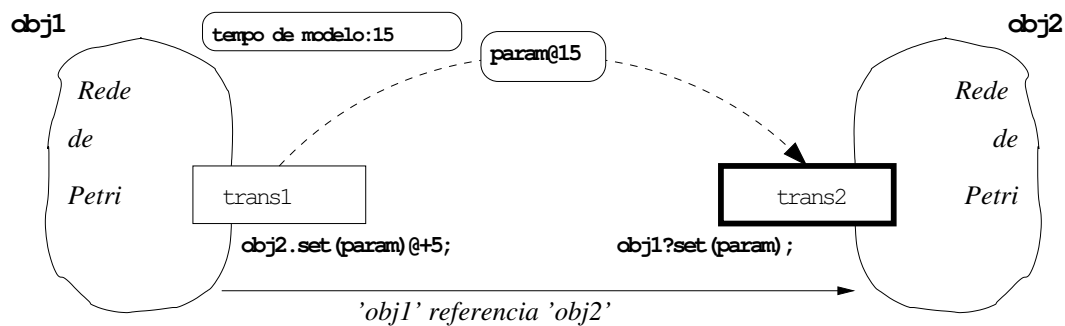 obj1
obj2
tempo de modelo:15
param@15
Rede
de
Petri
Rede
de
Petri
trans1
trans2
obj2.set(param)@+5;
obj1?set(param);
'obj1' referencia 'obj2'